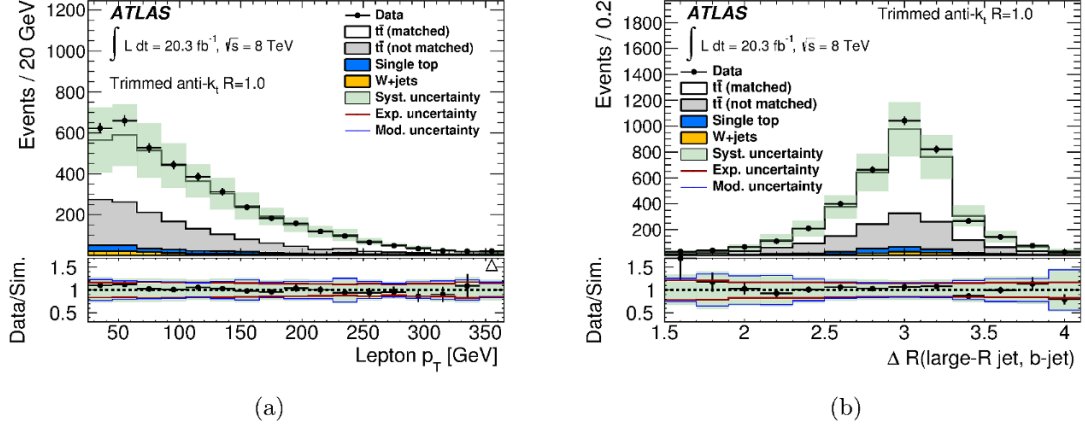 Events / 20 GeV
1200
1000
800
600
400
200
ATLAS
∫ L dt = 20.3 fb⁻¹, √s = 8 TeV
Trimmed anti-kₜ R=1.0
Data
tt̄ (matched)
tt̄ (not matched)
Single top
W+jets
Syst. uncertainty
Exp. uncertainty
Mod. uncertainty
Data/Sim.
1.5
1
0.5
50 100 150 200 250 300 350
Lepton p_T [GeV]
(a)
Events / 0.2
2000
1800
1600
1400
1200
1000
800
600
400
200
ATLAS
Trimmed anti-kₜ R=1.0
∫ L dt = 20.3 fb⁻¹, √s = 8 TeV
Data
tt̄ (matched)
tt̄ (not matched)
Single top
W+jets
Syst. uncertainty
Exp. uncertainty
Mod. uncertainty
Data/Sim.
1.5
1
0.5
1.5 2 2.5 3 3.5 4
Δ R(large-R jet, b-jet)
(b)